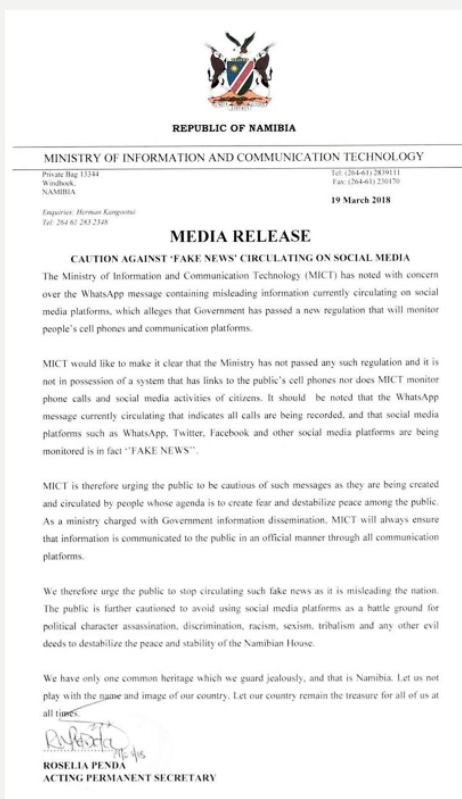 REPUBLIC OF NAMIBIA
MINISTRY OF INFORMATION AND COMMUNICATION TECHNOLOGY
Private Bag 13344
Windhoek,
NAMIBIA
Tel: (264-61) 2839111
Fax: (264-61) 230170
19 March 2018
Enquiries: Herman Kangootui
Tel: 264 61 283 2346
MEDIA RELEASE
CAUTION AGAINST 'FAKE NEWS' CIRCULATING ON SOCIAL MEDIA
The Ministry of Information and Communication Technology (MICT) has noted with concern
over the WhatsApp message containing misleading information currently circulating on social
media platforms, which alleges that Government has passed a new regulation that will monitor
people's cell phones and communication platforms.
MICT would like to make it clear that the Ministry has not passed any such regulation and it is
not in possession of a system that has links to the public's cell phones nor does MICT monitor
phone calls and social media activities of citizens. It should be noted that the WhatsApp
message currently circulating that indicates all calls are being recorded, and that social media
platforms such as WhatsApp, Twitter, Facebook and other social media platforms are being
monitored is in fact ''FAKE NEWS''.
MICT is therefore urging the public to be cautious of such messages as they are being created
and circulated by people whose agenda is to create fear and destabilize peace among the public.
As a ministry charged with Government information dissemination, MICT will always ensure
that information is communicated to the public in an official manner through all communication
platforms.
We therefore urge the public to stop circulating such fake news as it is misleading the nation.
The public is further cautioned to avoid using social media platforms as a battle ground for
political character assassination, discrimination, racism, sexism, tribalism and any other evil
deeds to destabilize the peace and stability of the Namibian House.
We have only one common heritage which we guard jealously, and that is Namibia. Let us not
play with the name and image of our country. Let our country remain the treasure for all of us at
all times.
ROSELIA PENDA
ACTING PERMANENT SECRETARY